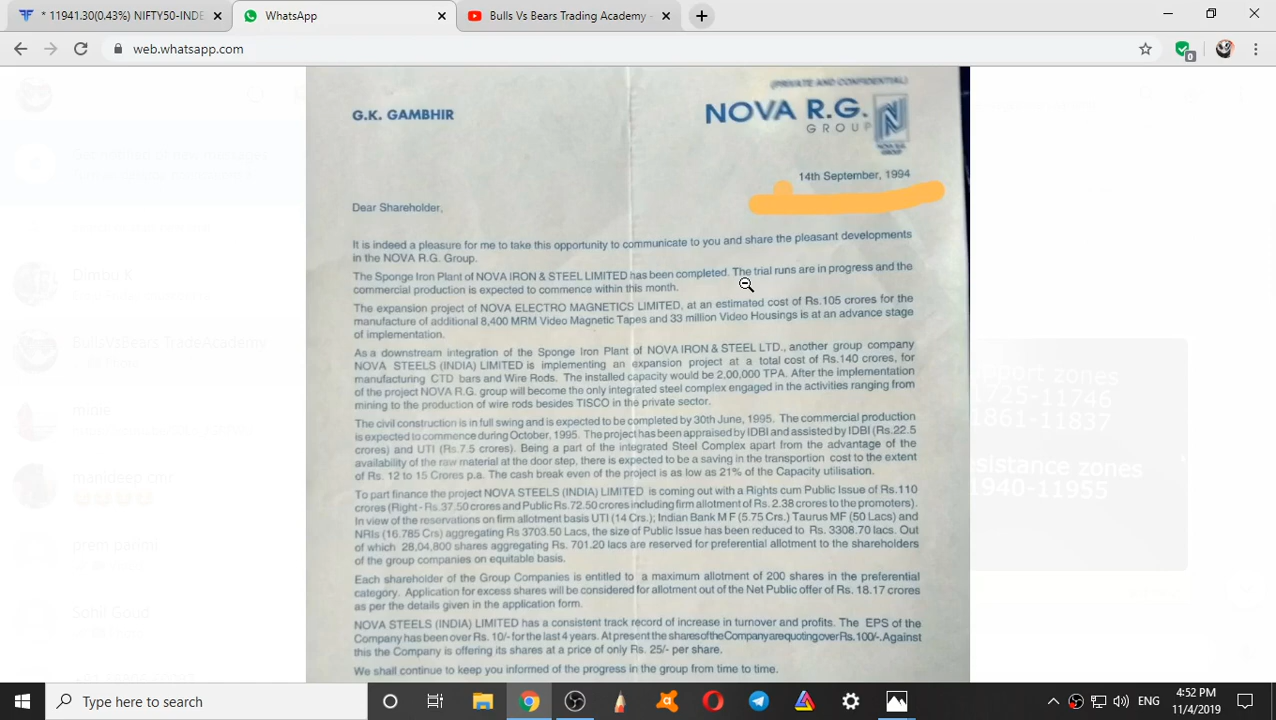 * 11941.30(0.43%) NIFTY50-INDE
WhatsApp
Bulls Vs Bears Trading Academy -
web.whatsapp.com
(PRIVATE AND CONFIDENTIAL)
G.K. GAMBHIR
NOVA R.G.
GROUP
14th September, 1994
Dear Shareholder,
It is indeed a pleasure for me to take this opportunity to communicate to you and share the pleasant developments
in the NOVA R.G. Group.
The Sponge Iron Plant of NOVA IRON & STEEL LIMITED has been completed. The trial runs are in progress and the
commercial production is expected to commence within this month.
The expansion project of NOVA ELECTRO MAGNETICS LIMITED, at an estimated cost of Rs.105 crores for the
manufacture of additional 8,400 MRM Video Magnetic Tapes and 33 million Video Housings is at an advance stage
of implementation.
As a downstream integration of the Sponge Iron Plant of NOVA IRON & STEEL LTD., another group company
NOVA STEELS (INDIA) LIMITED is implementing an expansion project at a total cost of Rs.140 crores, for
manufacturing CTD bars and Wire Rods. The installed capacity would be 2,00,000 TPA. After the implementation
of the project NOVA R.G. group will become the only integrated steel complex engaged in the activities ranging from
mining to the production of wire rods besides TISCO in the private sector.
The civil construction is in full swing and is expected to be completed by 30th June, 1995. The commercial production
is expected to commence during October, 1995. The project has been appraised by IDBI and assisted by IDBI (Rs.22.5
crores) and UTI (Rs.7.5 crores). Being a part of the integrated Steel Complex apart from the advantage of the
availability of the raw material at the door step, there is expected to be a saving in the transportion cost to the extent
of Rs. 12 to 15 Crores p.a. The cash break even of the project is as low as 21% of the Capacity utilisation.
To part finance the project NOVA STEELS (INDIA) LIMITED is coming out with a Rights cum Public Issue of Rs.110
crores (Right - Rs.37.50 crores and Public Rs.72.50 crores including firm allotment of Rs. 2.38 crores to the promoters).
In view of the reservations on firm allotment basis UTI (14 Crs.); Indian Bank M F (5.75 Crs.) Taurus MF (50 Lacs) and
NRIs (16.785 Crs) aggregating Rs 3703.50 Lacs, the size of Public Issue has been reduced to Rs. 3308.70 lacs. Out
of which 28,04,800 shares aggregating Rs. 701.20 lacs are reserved for preferential allotment to the shareholders
of the group companies on equitable basis.
Each shareholder of the Group Companies is entitled to a maximum allotment of 200 shares in the preferential
category. Application for excess shares will be considered for allotment out of the Net Public offer of Rs. 18.17 crores
as per the details given in the application form.
NOVA STEELS (INDIA) LIMITED has a consistent track record of increase in turnover and profits. The EPS of the
Company has been over Rs. 10/- for the last 4 years. At present the shares of the Company are quoting over Rs. 100/-. Against
this the Company is offering its shares at a price of only Rs. 25/- per share.
We shall continue to keep you informed of the progress in the group from time to time.
Dimbu K
BullsVsBears TradeAcademy
manideep cmr
Sahil Goud
pport zones
1725-11746
1861-11837
sistance zones
1940-11955
Type here to search
ENG
4:52 PM
11/4/2019